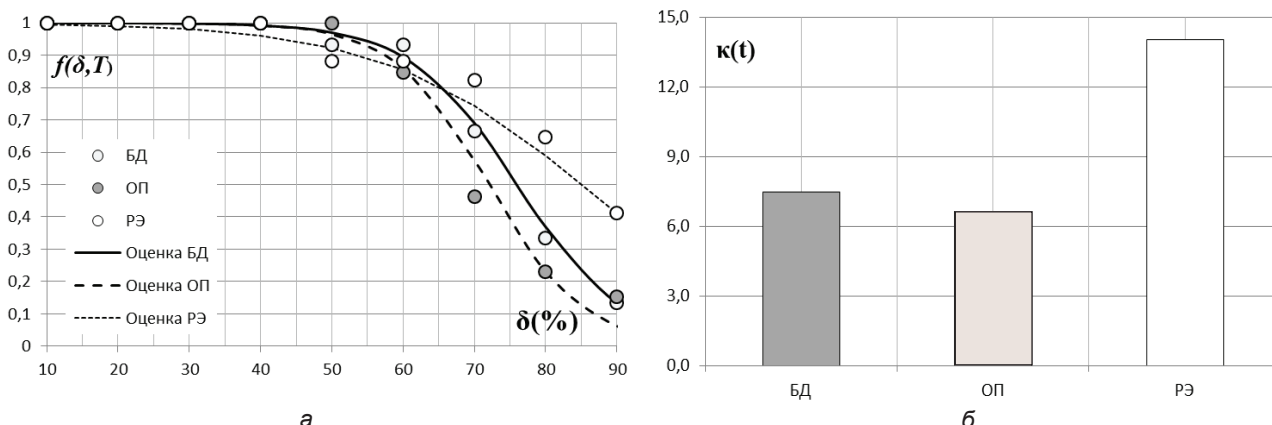 1
0,9
0,8
0,7
0,6
0,5
0,4
0,3
0,2
0,1
0
f(δ,T)
БД
ОП
РЭ
Оценка БД
Оценка ОП
Оценка РЭ
δ(%)
10 20 30 40 50 60 70 80 90
а
15,0
12,0
9,0
6,0
3,0
0,0
κ(t)
БД ОП РЭ
б